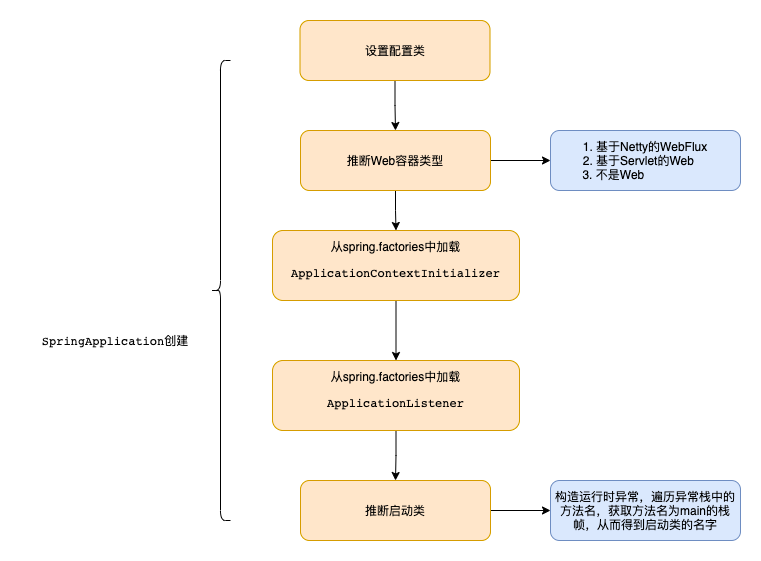 设置配置类
推断Web容器类型
1. 基于Netty的WebFlux
2. 基于Servlet的Web
3. 不是Web
从spring.factories中加载
ApplicationContextInitializer
SpringApplication创建
从spring.factories中加载
ApplicationListener
推断启动类
构造运行时异常，遍历异常栈中的
方法名，获取方法名为main的栈
帧，从而得到启动类的名字